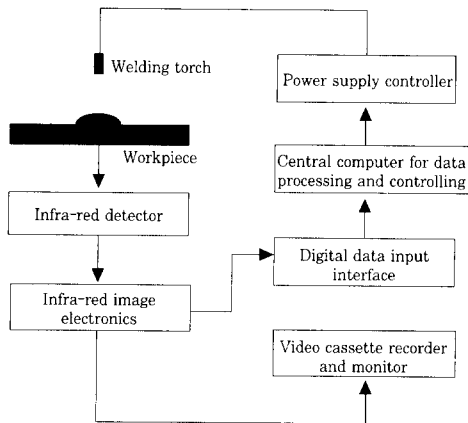 Welding torch
Workpiece
Infra-red detector
Infra-red image
electronics
Power supply controller
Central computer for data
processing and controlling
Digital data input
interface
Video cassette recorder
and monitor